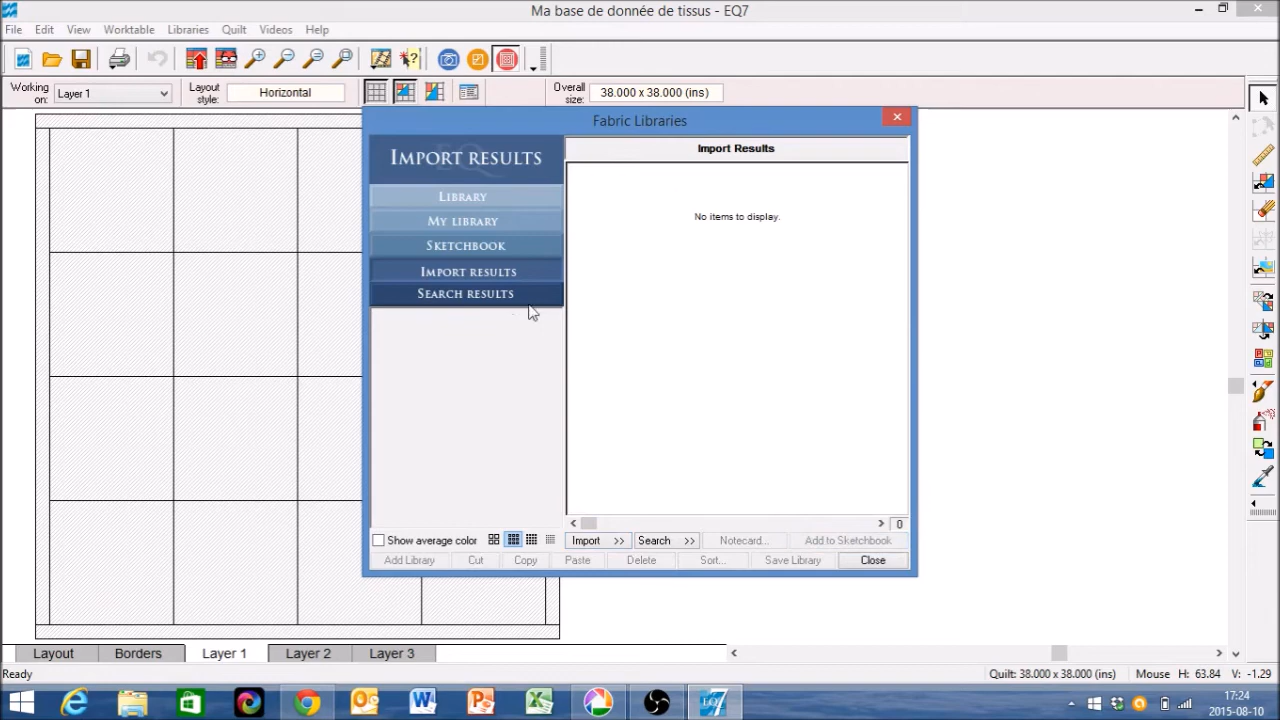 Ma base de donnée de tissus - EQ7
File Edit View Worktable Libraries Quilt Videos Help
Working on: Layer 1 Layout style: Horizontal Overall size: 38.000 x 38.000 (ins)
Fabric Libraries
IMPORT RESULTS
Import Results
LIBRARY
MY LIBRARY
No items to display.
SKETCHBOOK
IMPORT RESULTS
SEARCH RESULTS
0
Show average color Import >> Search >> Notecard... Add to Sketchbook
Add Library Cut Copy Paste Delete Sort... Save Library Close
Layout Borders Layer 1 Layer 2 Layer 3
Ready Quilt: 38.000 x 38.000 (ins) Mouse H: 63.84 V: -1.29
17:24
2015-08-10